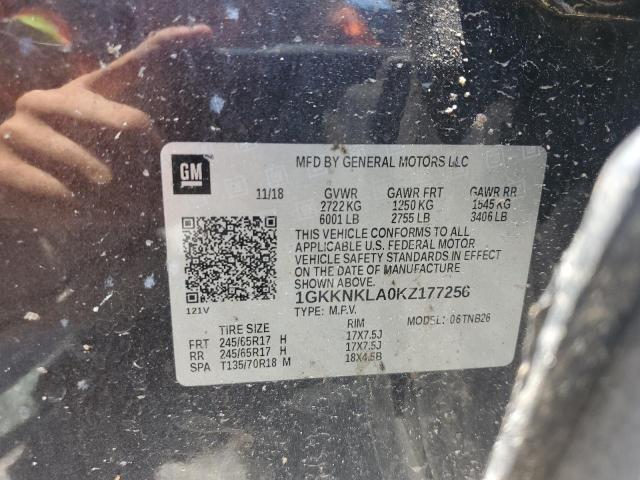 GM
MFD BY GENERAL MOTORS LLC
11/18 GVWR GAWR FRT GAWR RR
2722 KG 1250 KG 1545 KG
6001 LB 2755 LB 3406 LB
THIS VEHICLE CONFORMS TO ALL
APPLICABLE U.S. FEDERAL MOTOR
VEHICLE SAFETY STANDARDS IN EFFECT
ON THE DATE OF MANUFACTURE
SHOWN ABOVE.
1GKKNKLA0KZ177256
121V TYPE: M.P.V. MODEL: 06TNB26
TIRE SIZE RIM
FRT 245/65R17 H 17X7.5J
RR 245/65R17 H 17X7.5J
SPA T135/70R18 M 18X4.5B